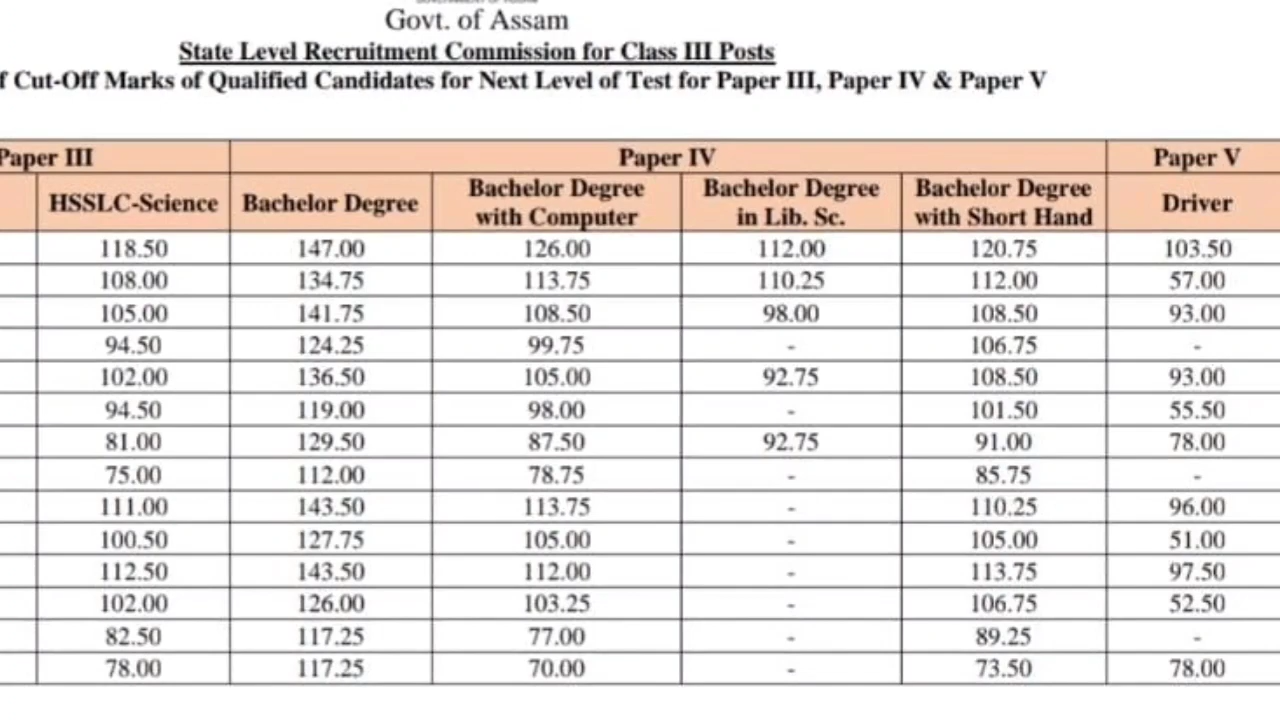 Govt. of Assam
State Level Recruitment Commission for Class III Posts
f Cut-Off Marks of Qualified Candidates for Next Level of Test for Paper III, Paper IV & Paper V
Paper III Paper IV Paper V
HSSLC-Science Bachelor Degree Bachelor Degree with Computer Bachelor Degree in Lib. Sc. Bachelor Degree with Short Hand Driver
118.50 147.00 126.00 112.00 120.75 103.50
108.00 134.75 113.75 110.25 112.00 57.00
105.00 141.75 108.50 98.00 108.50 93.00
94.50 124.25 99.75 - 106.75 -
102.00 136.50 105.00 92.75 108.50 93.00
94.50 119.00 98.00 - 101.50 55.50
81.00 129.50 87.50 92.75 91.00 78.00
75.00 112.00 78.75 - 85.75 -
111.00 143.50 113.75 - 110.25 96.00
100.50 127.75 105.00 - 105.00 51.00
112.50 143.50 112.00 - 113.75 97.50
102.00 126.00 103.25 - 106.75 52.50
82.50 117.25 77.00 - 89.25 -
78.00 117.25 70.00 - 73.50 78.00